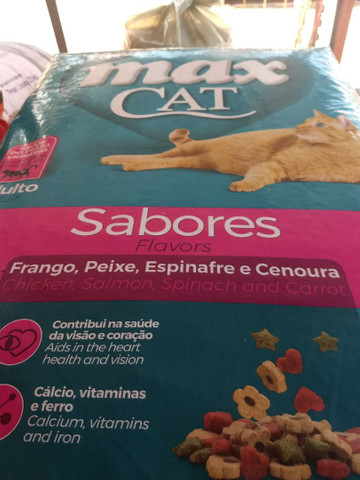 max
CAT
ulto
Sabores
Flavors
Frango, Peixe, Espinafre e Cenoura
Chicken, Salmon, Spinach and Carrot
Contribui na saúde
da visão e coração
Aids in the heart
health and vision
Cálcio, vitaminas
e ferro
Calcium, vitamins
and iron